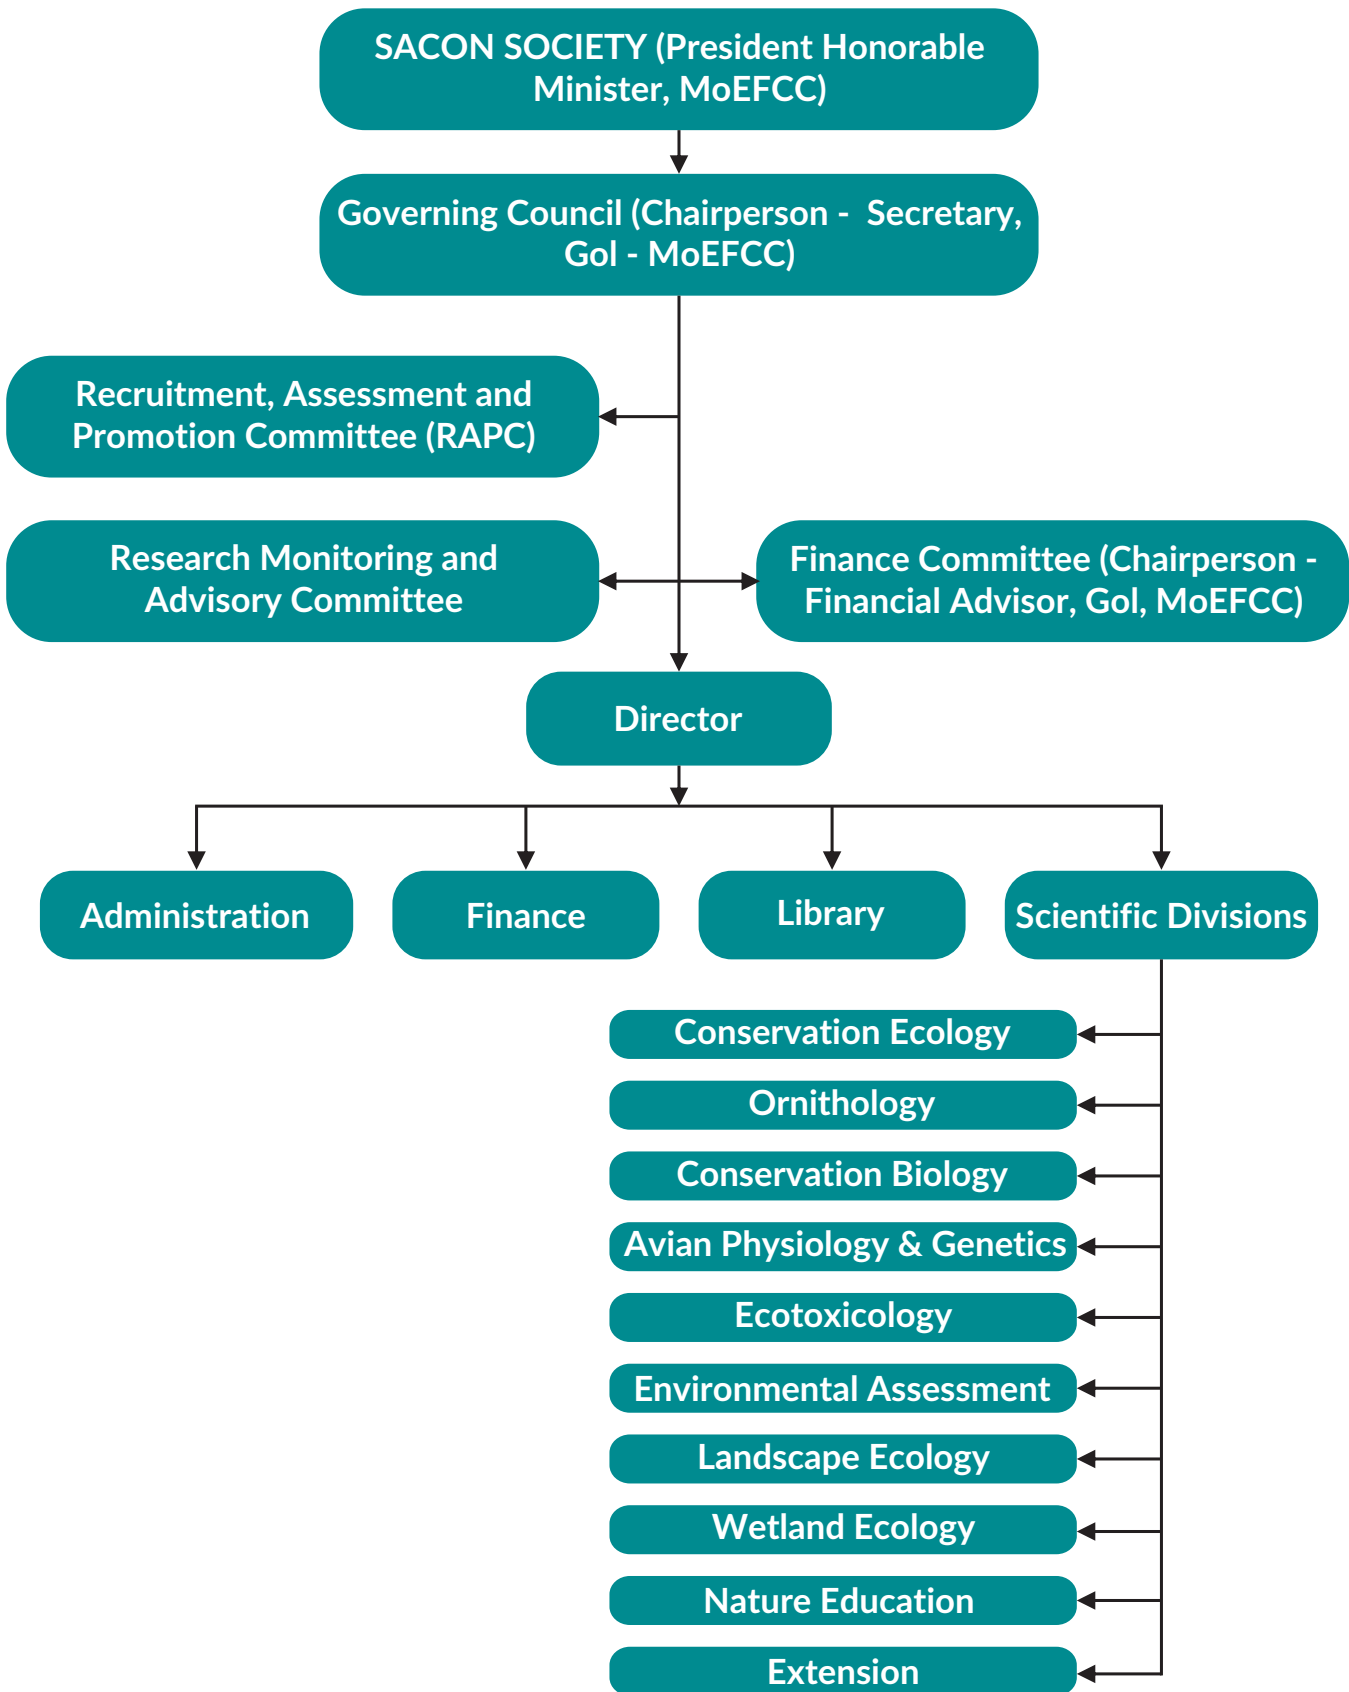 SACON SOCIETY (President Honorable
Minister, MoEFCC)
Governing Council (Chairperson -  Secretary,
GoI - MoEFCC)
Recruitment, Assessment and
Promotion Committee (RAPC)
Research Monitoring and
Advisory Committee
Finance Committee (Chairperson -
Financial Advisor, GoI, MoEFCC)
Director
Administration
Finance
Library
Scientific Divisions
Conservation Ecology
Ornithology
Conservation Biology
Avian Physiology & Genetics
Ecotoxicology
Environmental Assessment
Landscape Ecology
Wetland Ecology
Nature Education
Extension